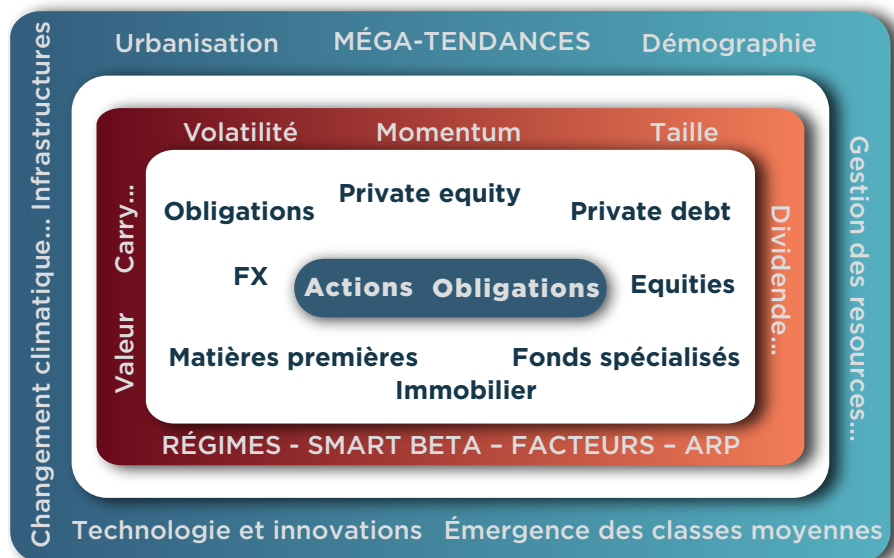 Urbanisation MÉGA-TENDANCES Démographie
Changement climatique... Infrastructures
Gestion des resources...
Volatilité Momentum Taille
Valeur Carry...
Dividende...
Private equity
Obligations Private debt
FX Actions Obligations Equities
Matières premières Fonds spécialisés
Immobilier
RÉGIMES - SMART BETA – FACTEURS – ARP
Technologie et innovations Émergence des classes moyennes